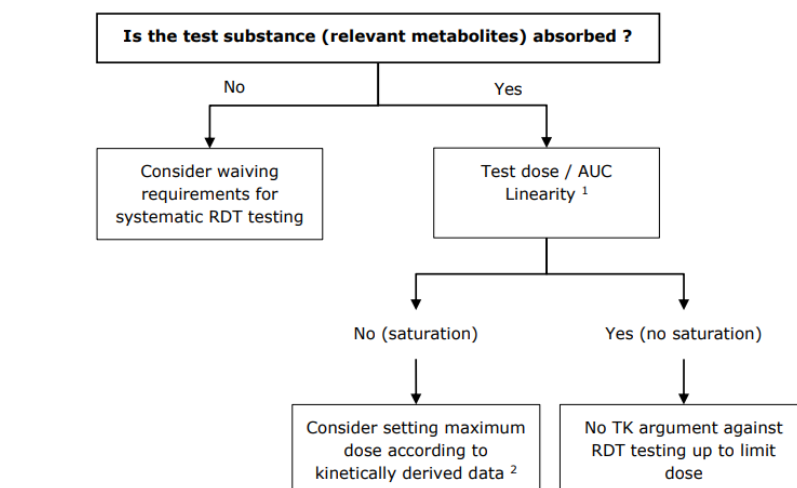 Is the test substance (relevant metabolites) absorbed ?
No
Yes
Consider waiving
requirements for
systematic RDT testing
Test dose / AUC
Linearity ¹
No (saturation)
Yes (no saturation)
Consider setting maximum
dose according to
kinetically derived data ²
No TK argument against
RDT testing up to limit
dose